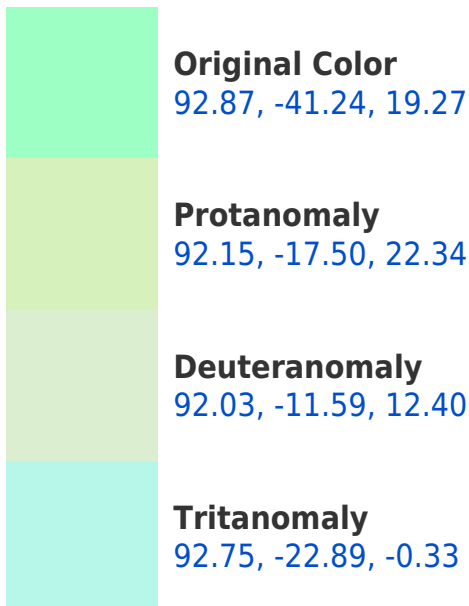 Original Color
92.87, -41.24, 19.27
Protanomaly
92.15, -17.50, 22.34
Deuteranomaly
92.03, -11.59, 12.40
Tritanomaly
92.75, -22.89, -0.33